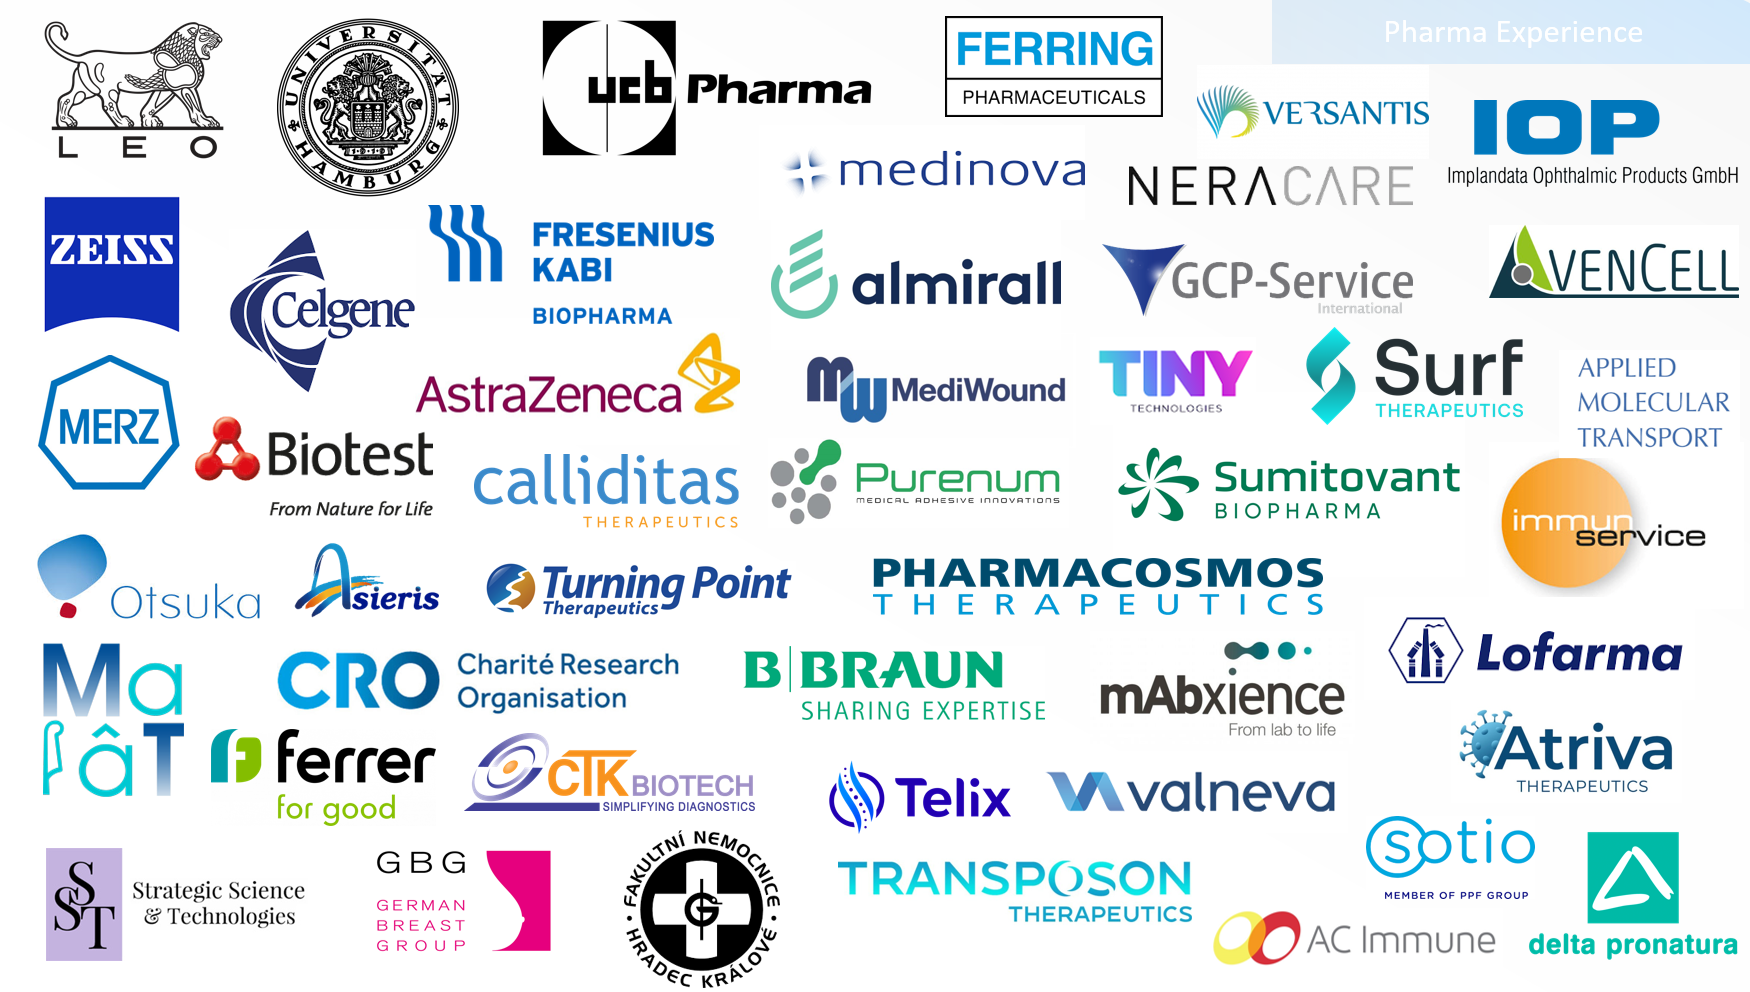 Pharma Experience
LEO
UNIVERSITÄT
HAMBURG
ucb Pharma
FERRING
PHARMACEUTICALS
VERSANTIS
IOP
Implandata Ophthalmic Products GmbH
medinova
NERACARE
ZEISS
Celgene
FRESENIUS
KABI
BIOPHARMA
almirall
GCP-Service
International
AVENCELL
MERZ
AstraZeneca
mw MediWound
TINY
TECHNOLOGIES
Surf
THERAPEUTICS
APPLIED
MOLECULAR
TRANSPORT
Biotest
From Nature for Life
calliditas
THERAPEUTICS
Purenum
MEDICAL ADHESIVE INNOVATIONS
Sumitovant
BIOPHARMA
immun
service
Otsuka
Asieris
Turning Point
Therapeutics
PHARMACOSMOS
THERAPEUTICS
Ma
âT
CRO Charité Research
Organisation
B|BRAUN
SHARING EXPERTISE
mAbxience
From lab to life
Lofarma
ferrer
for good
CTK BIOTECH
SIMPLIFYING DIAGNOSTICS
Telix
valneva
Atriva
THERAPEUTICS
SST
Strategic Science
& Technologies
GBG
GERMAN
BREAST
GROUP
FAKULTNÍ NEMOCNICE
HRADEC KRÁLOVÉ
TRANSPOSON
THERAPEUTICS
sotio
MEMBER OF PPF GROUP
AC Immune
delta pronatura